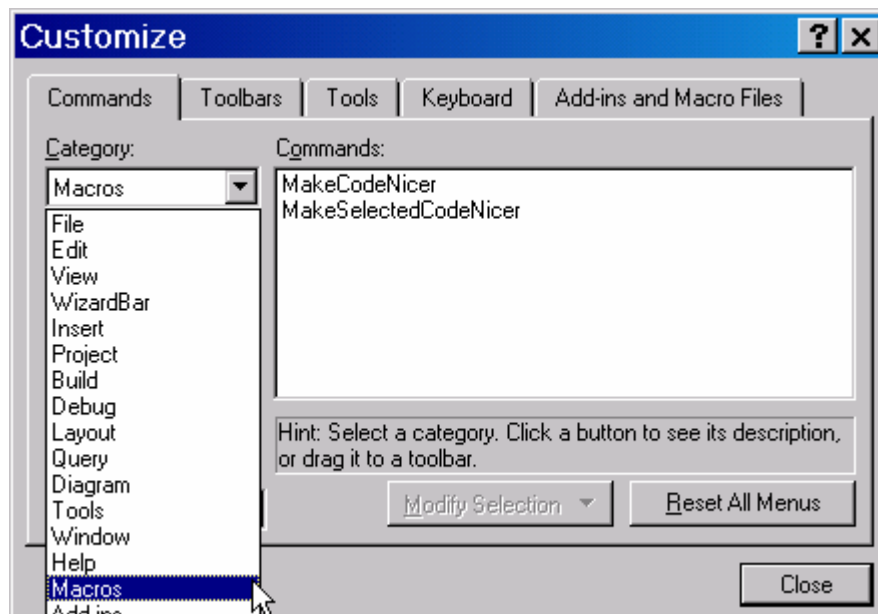 Customize
Commands
Toolbars
Tools
Keyboard
Add-ins and Macro Files
Category:
Commands:
Macros
MakeCodeNicer
MakeSelectedCodeNicer
File
Edit
View
WizardBar
Insert
Project
Build
Debug
Layout
Query
Diagram
Tools
Window
Help
Macros
Add-ins
Hint: Select a category. Click a button to see its description,
or drag it to a toolbar.
Modify Selection
Reset All Menus
Close